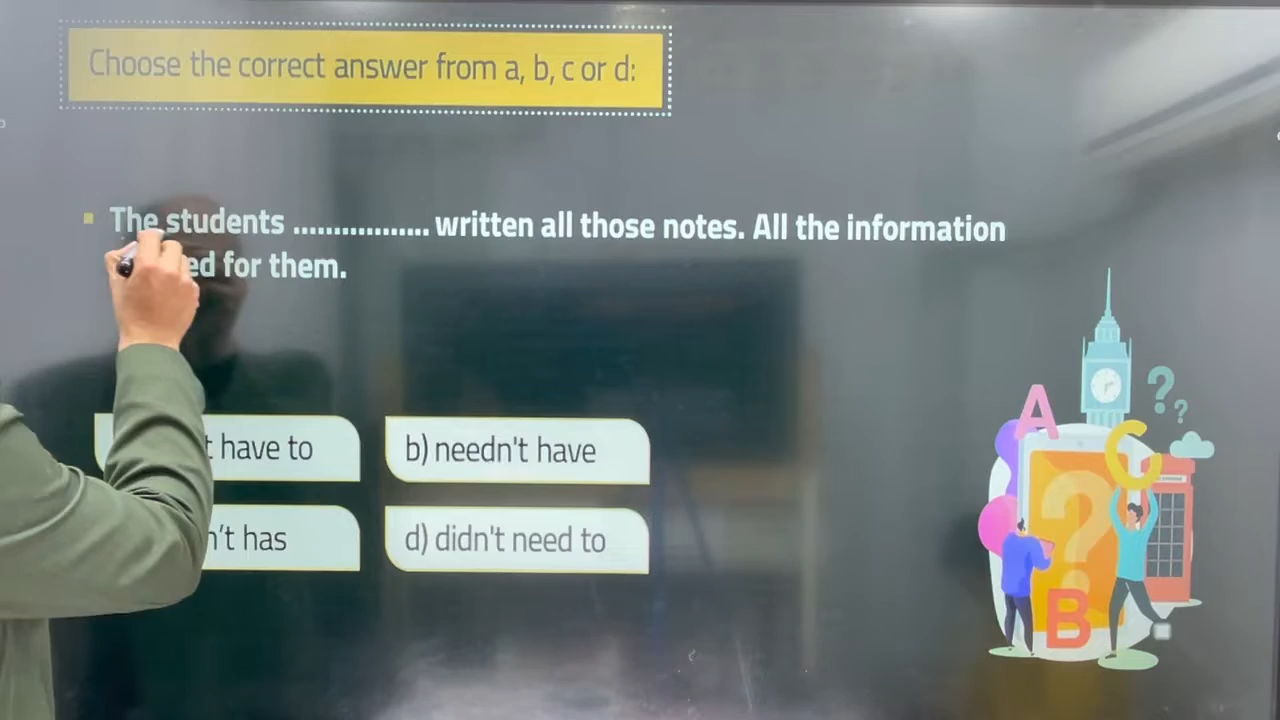 Choose the correct answer from a, b, c or d:
The students ................. written all those notes. All the information
for them.
have to
b) needn't have
has
d) didn't need to
A
?
?
C
?
B